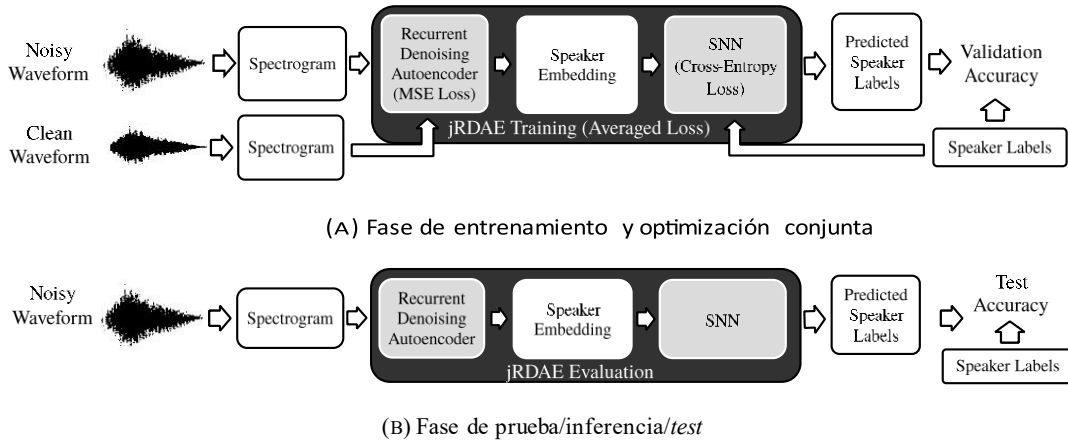 Noisy
Waveform
Spectrogram
Recurrent
Denoising
Autoencoder
(MSE Loss)
Speaker
Embedding
SNN
(Cross-Entropy
Loss)
Predicted
Speaker
Labels
Validation
Accuracy
Clean
Waveform
Spectrogram
jRDAE Training (Averaged Loss)
Speaker Labels
(A) Fase de entrenamiento y optimización conjunta
Noisy
Waveform
Spectrogram
Recurrent
Denoising
Autoencoder
Speaker
Embedding
SNN
Predicted
Speaker
Labels
Test
Accuracy
jRDAE Evaluation
Speaker Labels
(B) Fase de prueba/inferencia/test